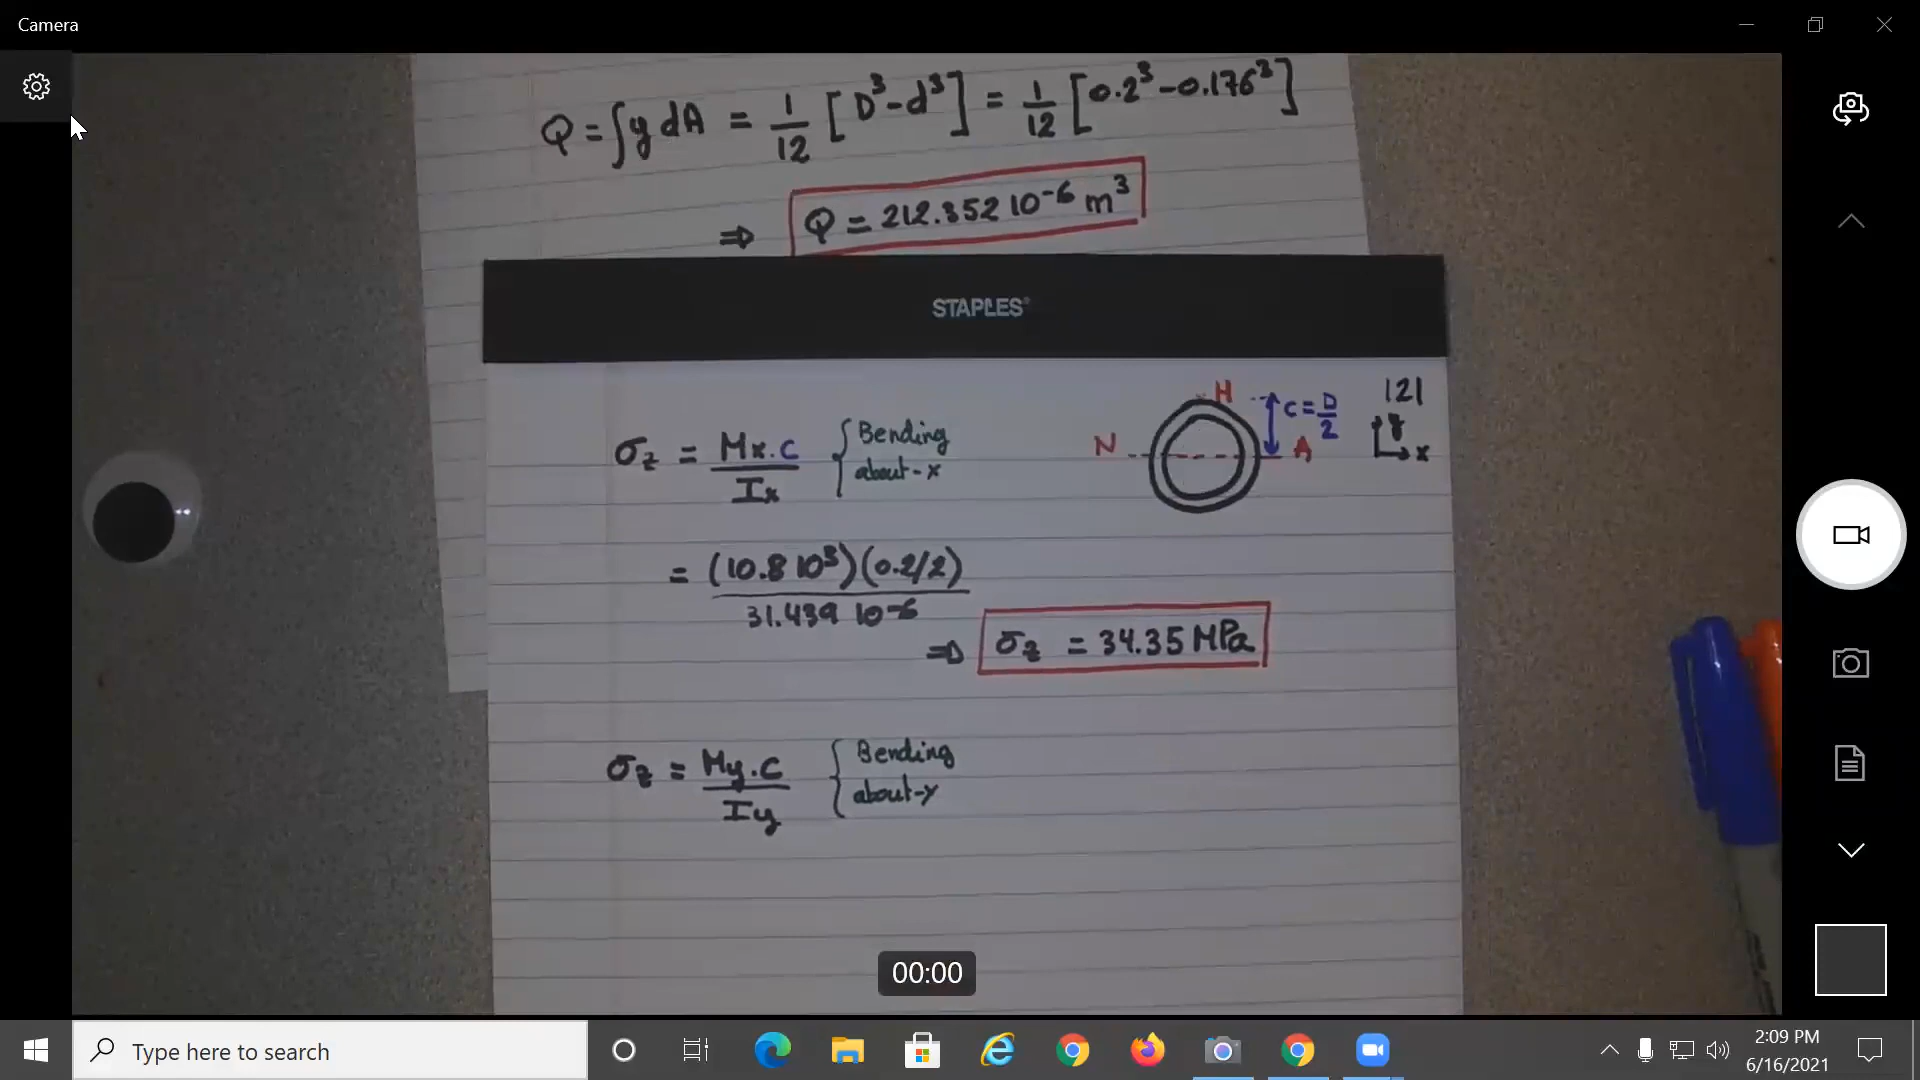 Camera
Q = ∫y dA = 1/12 [D³ - d³] = 1/12 [0.2³ - 0.176³]
⇒ Q = 212.352 10⁻⁶ m³
STAPLES
H
C = D/2
121
y
x
N
A
σz = Mx.C / Ix { Bending
about-x
= (10.8 10³)(0.2/2) / 31.439 10⁻⁶
⇒ σz = 34.35 MPa
σz = My.C / Iy { Bending
about-y
00:00
Type here to search
2:09 PM
6/16/2021